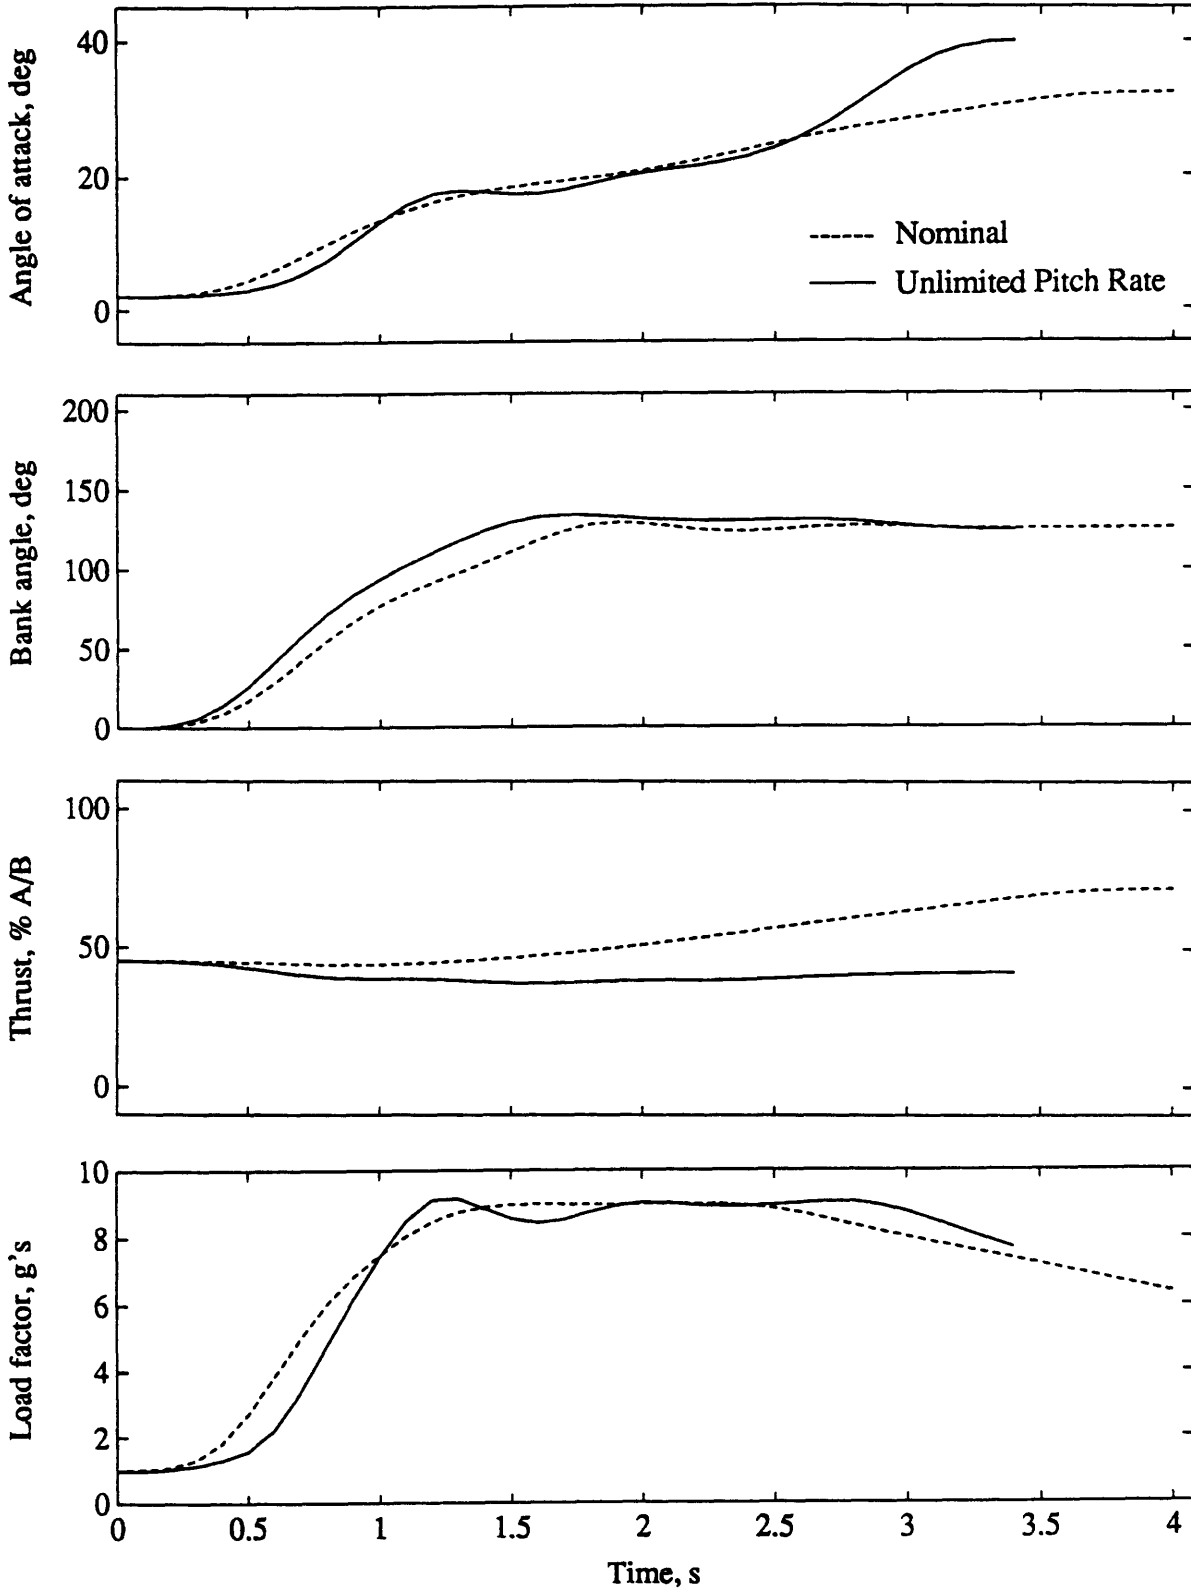 Angle of attack, deg
40
20
0
Nominal
Unlimited Pitch Rate
Bank angle, deg
200
150
100
50
0
Thrust, % A/B
100
50
0
Load factor, g's
10
8
6
4
2
0
0 0.5 1 1.5 2 2.5 3 3.5 4
Time, s